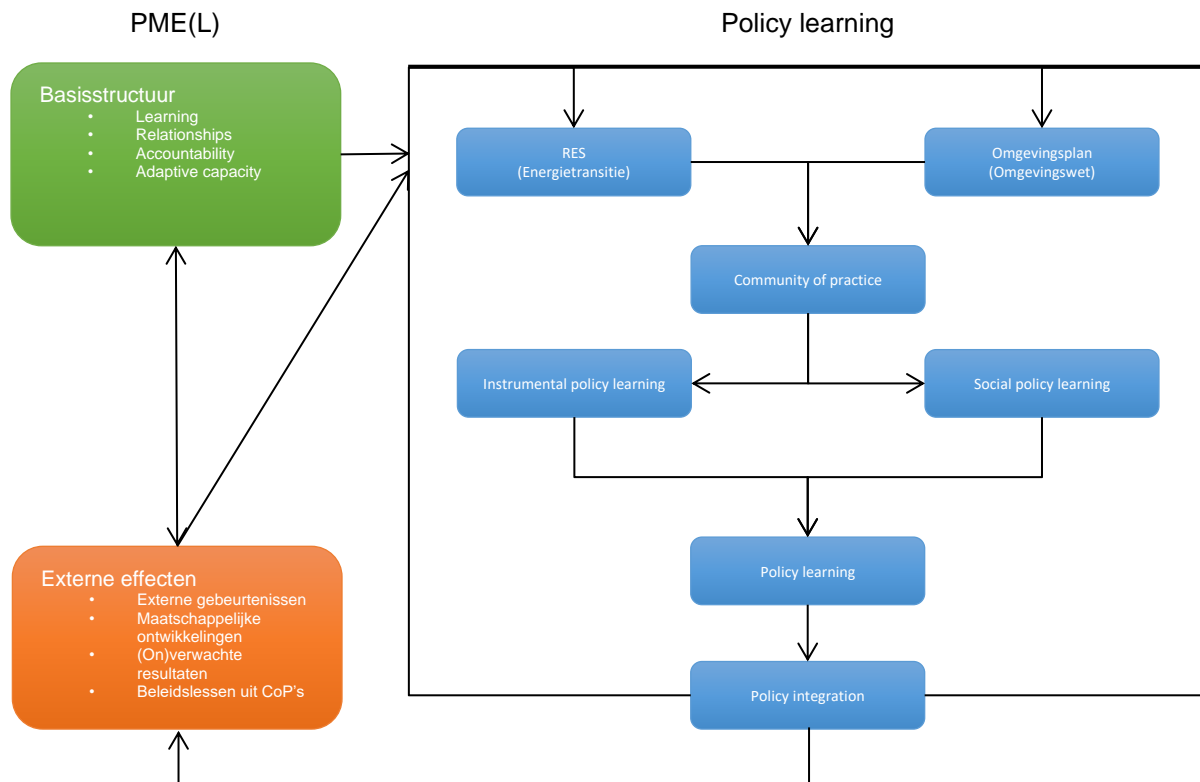 PME(L)
Policy learning
Basisstructuur
• Learning
• Relationships
• Accountability
• Adaptive capacity
RES
(Energietransitie)
Omgevingsplan
(Omgevingswet)
Community of practice
Instrumental policy learning
Social policy learning
Policy learning
Externe effecten
• Externe gebeurtenissen
• Maatschappelijke
ontwikkelingen
• (On)verwachte
resultaten
• Beleidslessen uit CoP's
Policy integration